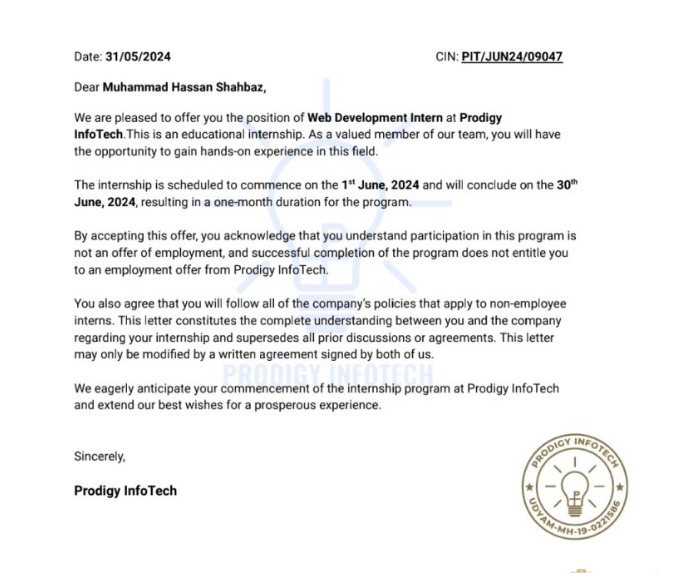 Date: 31/05/2024 CIN: PIT/JUN24/09047
Dear Muhammad Hassan Shahbaz,
We are pleased to offer you the position of Web Development Intern at Prodigy
InfoTech.This is an educational internship. As a valued member of our team, you will have
the opportunity to gain hands-on experience in this field.
The internship is scheduled to commence on the 1st June, 2024 and will conclude on the 30th
June, 2024, resulting in a one-month duration for the program.
By accepting this offer, you acknowledge that you understand participation in this program is
not an offer of employment, and successful completion of the program does not entitle you
to an employment offer from Prodigy InfoTech.
You also agree that you will follow all of the company's policies that apply to non-employee
interns. This letter constitutes the complete understanding between you and the company
regarding your internship and supersedes all prior discussions or agreements. This letter
may only be modified by a written agreement signed by both of us.
PRODIGY INFOTECH
We eagerly anticipate your commencement of the internship program at Prodigy InfoTech
and extend our best wishes for a prosperous experience.
Sincerely,
Prodigy InfoTech
PRODIGY INFOTECH
UDYAM-MH-19-0221586